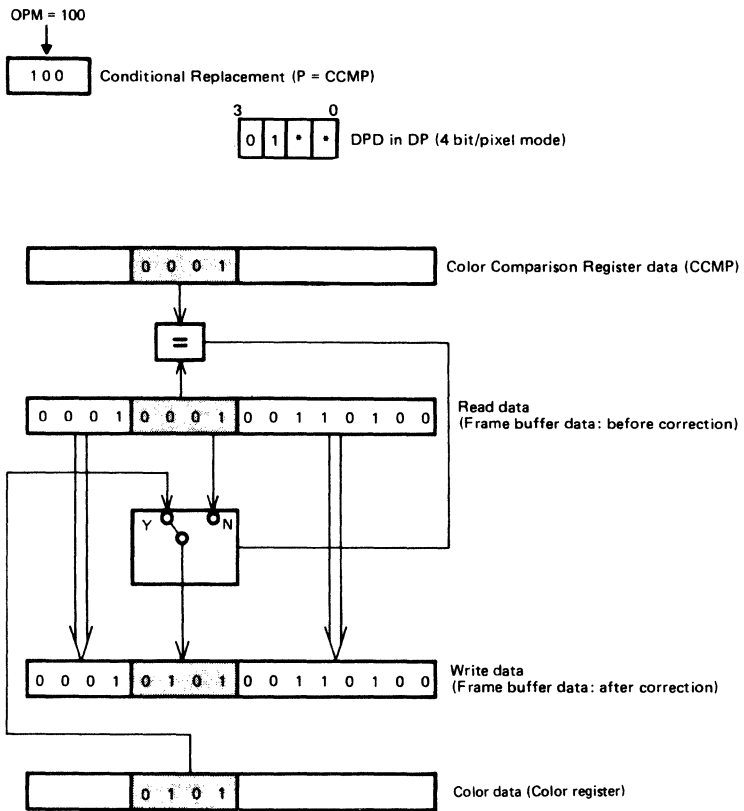 OPM = 100
1 0 0 Conditional Replacement (P = CCMP)
3 0
0 1 * * DPD in DP (4 bit/pixel mode)
0 0 0 1 Color Comparison Register data (CCMP)
=
0 0 0 1 0 0 0 1 0 0 1 1 0 1 0 0 Read data
(Frame buffer data: before correction)
Y N
0 0 0 1 0 1 0 1 0 0 1 1 0 1 0 0 Write data
(Frame buffer data: after correction)
0 1 0 1 Color data (Color register)